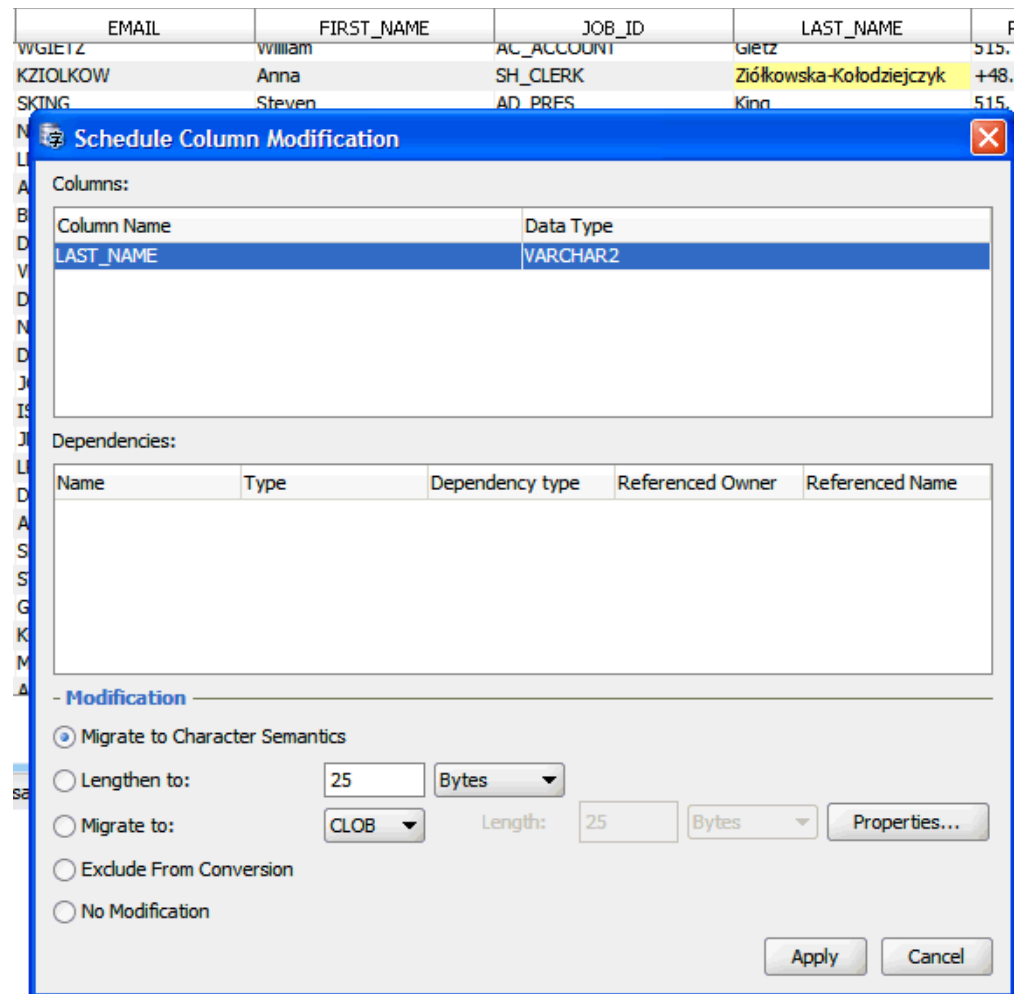 EMAIL FIRST_NAME JOB_ID LAST_NAME
WGIETZ William AC_ACCOUNT Gietz 515.
KZIOLKOW Anna SH_CLERK Ziółkowska-Kołodziejczyk +48.
SKING Steven AD_PRES King 515.
Schedule Column Modification
Columns:
Column Name Data Type
LAST_NAME VARCHAR2
Dependencies:
Name Type Dependency type Referenced Owner Referenced Name
Modification
Migrate to Character Semantics
Lengthen to: 25 Bytes
Migrate to: CLOB Length: 25 Bytes Properties...
Exclude From Conversion
No Modification
Apply Cancel